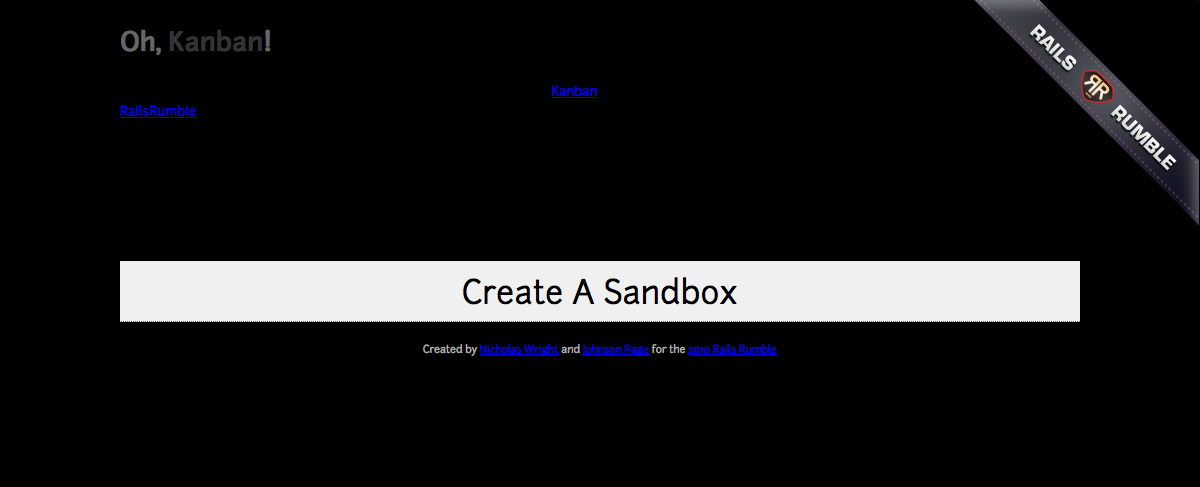 Oh, Kanban!
Kanban
RailsRumble
RAILS RR RUMBLE
Create A Sandbox
Created by Nicholas Wright and Johnson Page for the 2010 Rails Rumble